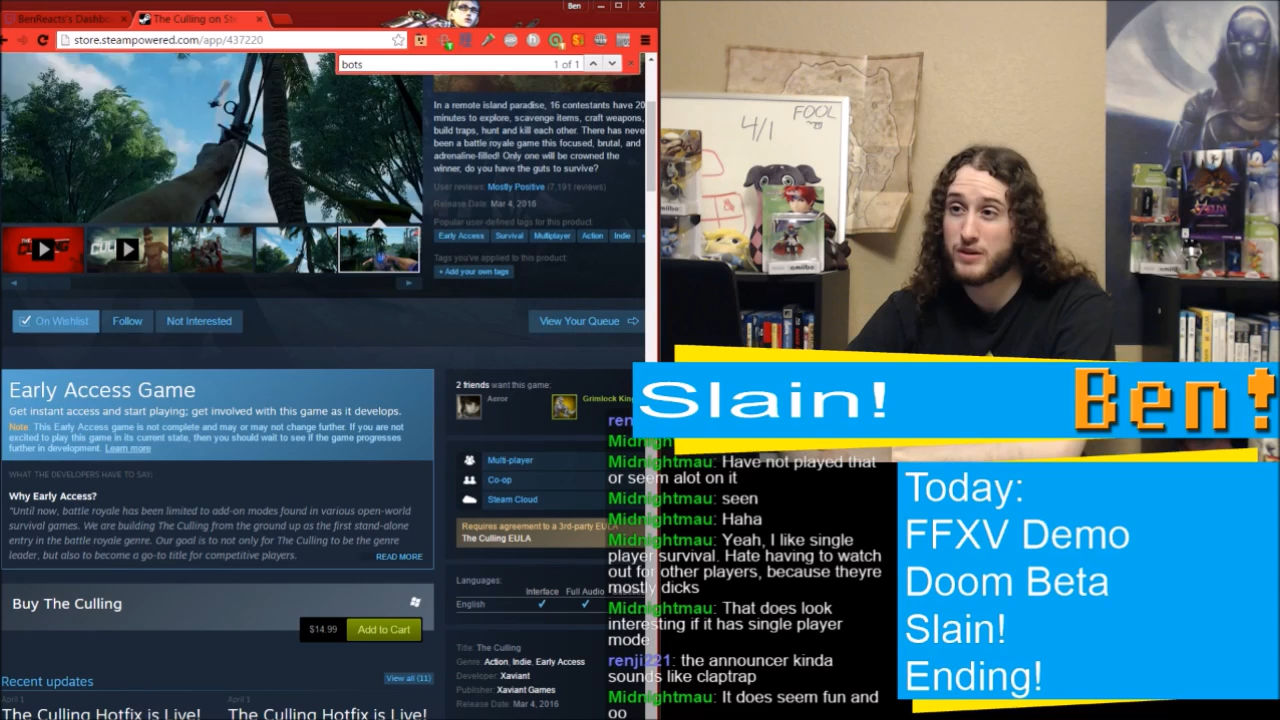 BenReacts's Dashbo
The Culling on Ste
Ben
store.steampowered.com/app/437220
bots
1 of 1
In a remote island paradise, 16 contestants have 20
minutes to explore, scavenge items, craft weapons,
build traps, hunt and kill each other. There has neve
been a battle royale game this focused, brutal, and
adrenaline-filled! Only one will be crowned the
winner, do you have the guts to survive?
User reviews: Mostly Positive (7,191 reviews)
Release Date: Mar 4, 2016
Popular user-defined tags for this product:
Early Access Survival Multiplayer Action Indie +
Tags you've applied to this product:
+ Add your own tags
On Wishlist
Follow
Not Interested
View Your Queue
Early Access Game
Get instant access and start playing; get involved with this game as it develops.
Note: This Early Access game is not complete and may or may not change further. If you are
not excited to play this game in its current state, then you should wait to see if the game progresses
further in development. Learn more
WHAT THE DEVELOPERS HAVE TO SAY:
Why Early Access?
"Until now, battle royale has been limited to add-on modes found in various open-world
survival games. We are building The Culling from the ground up as the first stand-alone
entry in the battle royale genre. Our goal is to not only for The Culling to be the genre
leader, but also to become a go-to title for competitive players.
READ MORE
Buy The Culling
$14.99
Add to Cart
Recent updates
View all (11)
April 1
The Culling Hotfix is Live!
April 1
The Culling Hotfix is Live!
2 friends want this game:
Aeror
Grimlock King
Multi-player
Co-op
Steam Cloud
Requires agreement to a 3rd-party EULA
The Culling EULA
Languages:
Interface Full Audio
English
Title: The Culling
Genre: Action, Indie, Early Access
Developer: Xaviant
Publisher: Xaviant Games
Release Date: Mar 4, 2016
4/1
FOOL
amiibo
Slain!
Ben!
ren
Midnigh
Midnightmau: Have not played that
or seem alot on it
Midnightmau: seen
Midnightmau: Haha
Midnightmau: Yeah, I like single
player survival. Hate having to watch
out for other players, because theyre
mostly dicks
Midnightmau: That does look
interesting if it has single player
mode
renji221: the announcer kinda
sounds like claptrap
Midnightmau: It does seem fun and
oo
Today:
FFXV Demo
Doom Beta
Slain!
Ending!